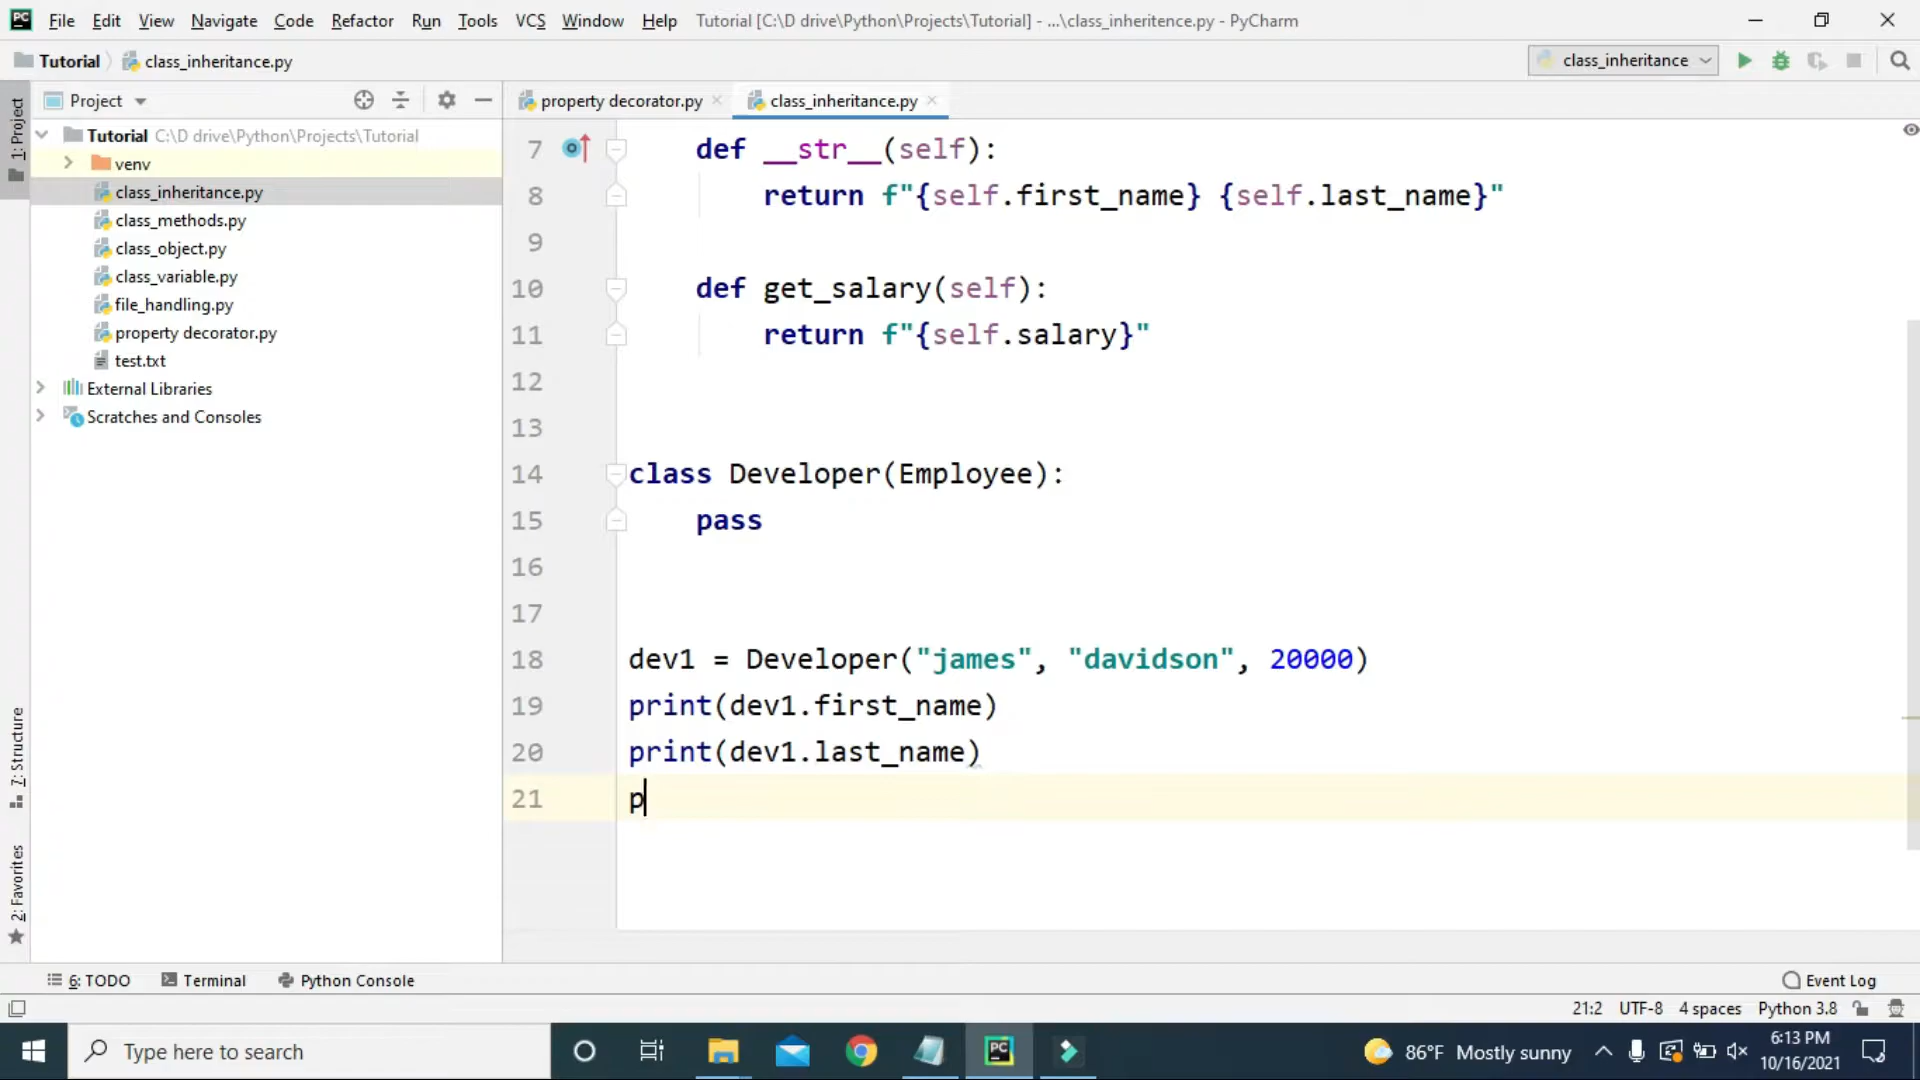 PC File Edit View Navigate Code Refactor Run Tools VCS Window Help Tutorial [C:\D drive\Python\Projects\Tutorial] - ...\class_inheritence.py - PyCharm
Tutorial class_inheritance.py class_inheritance
Project property decorator.py class_inheritance.py
1: Project
Tutorial C:\D drive\Python\Projects\Tutorial
venv
class_inheritance.py
class_methods.py
class_object.py
class_variable.py
file_handling.py
property decorator.py
test.txt
External Libraries
Scratches and Consoles
7: Structure
2: Favorites
7 def __str__(self):
8 return f"{self.first_name} {self.last_name}"
9
10 def get_salary(self):
11 return f"{self.salary}"
12
13
14 class Developer(Employee):
15 pass
16
17
18 dev1 = Developer("james", "davidson", 20000)
19 print(dev1.first_name)
20 print(dev1.last_name)
21 p
6: TODO Terminal Python Console Event Log
21:2 UTF-8 4 spaces Python 3.8
Type here to search PC 86°F Mostly sunny 6:13 PM
10/16/2021